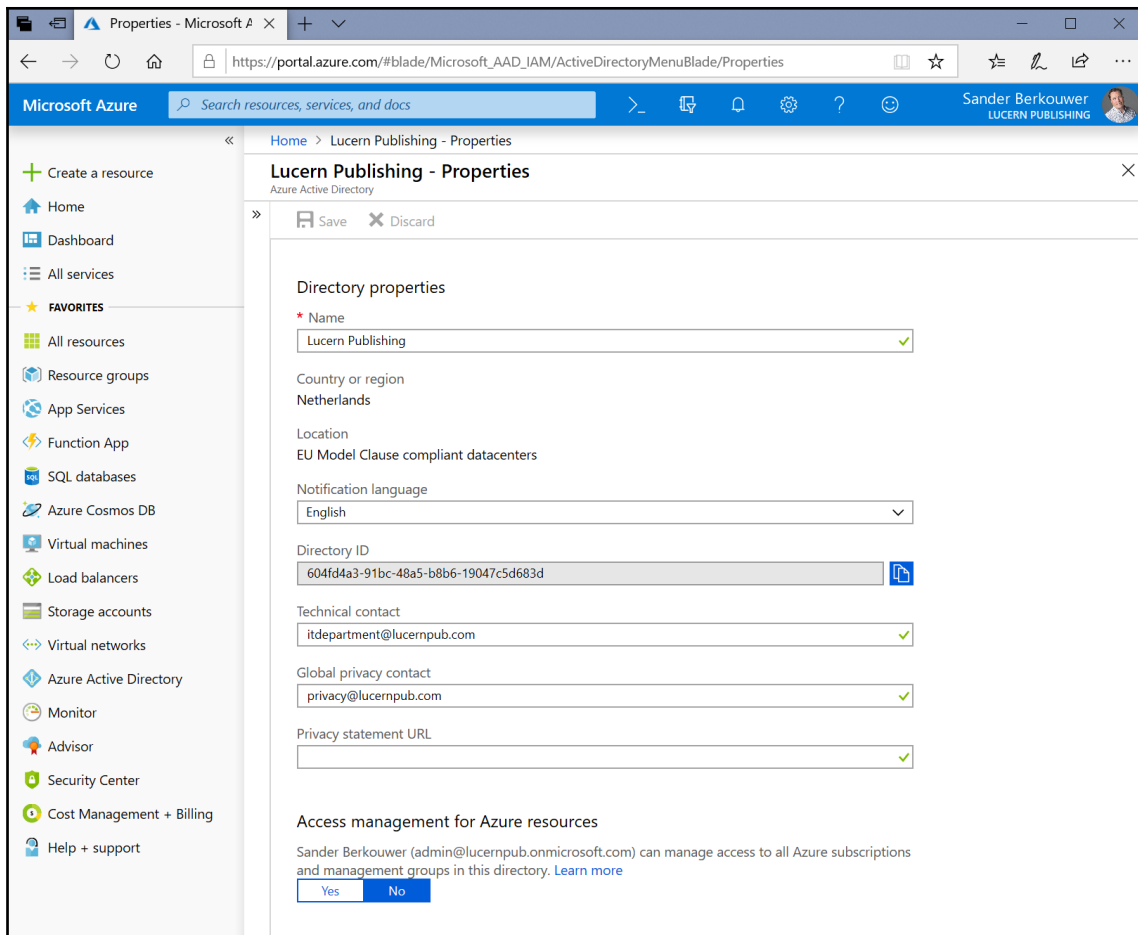 Properties - Microsoft A
https://portal.azure.com/#blade/Microsoft_AAD_IAM/ActiveDirectoryMenuBlade/Properties
Microsoft Azure
Search resources, services, and docs
Sander Berkouwer
LUCERN PUBLISHING
Create a resource
Home
Dashboard
All services
FAVORITES
All resources
Resource groups
App Services
Function App
SQL
SQL databases
Azure Cosmos DB
Virtual machines
Load balancers
Storage accounts
Virtual networks
Azure Active Directory
Monitor
Advisor
Security Center
Cost Management + Billing
Help + support
Home > Lucern Publishing - Properties
Lucern Publishing - Properties
Azure Active Directory
Save Discard
Directory properties
* Name
Lucern Publishing
Country or region
Netherlands
Location
EU Model Clause compliant datacenters
Notification language
English
Directory ID
604fd4a3-91bc-48a5-b8b6-19047c5d683d
Technical contact
itdepartment@lucernpub.com
Global privacy contact
privacy@lucernpub.com
Privacy statement URL
Access management for Azure resources
Sander Berkouwer (admin@lucernpub.onmicrosoft.com) can manage access to all Azure subscriptions
and management groups in this directory. Learn more
Yes No